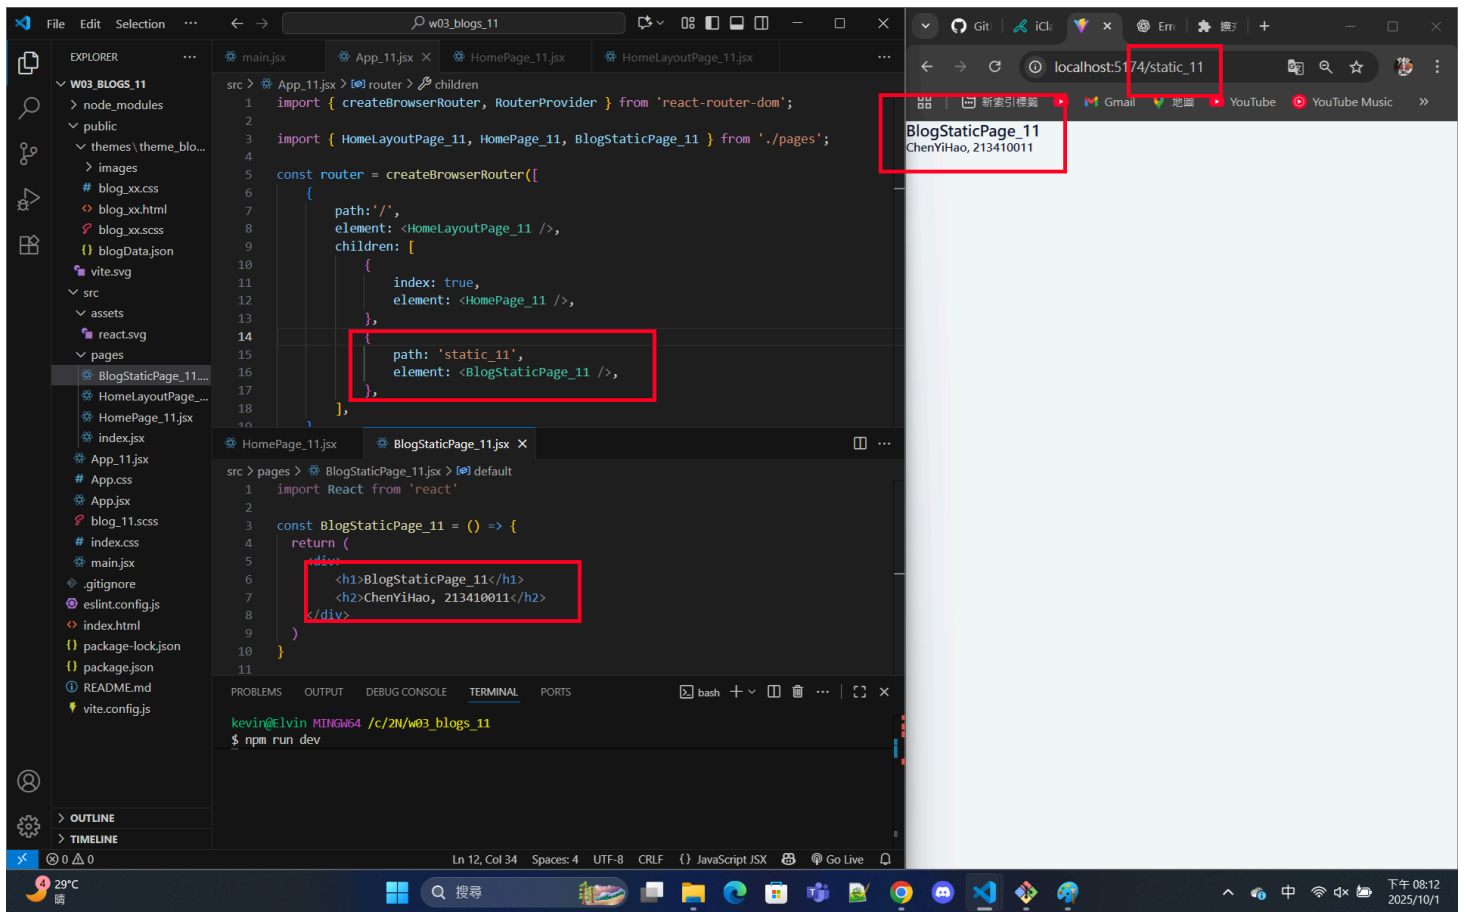 File Edit Selection ··· w03_blogs_11
EXPLORER ···
W03_BLOGS_11
node_modules
public
themes\theme_blo...
images
blog_xx.css
blog_xx.html
blog_xx.scss
blogData.json
vite.svg
src
assets
react.svg
pages
BlogStaticPage_11....
HomeLayoutPage_...
HomePage_11.jsx
index.jsx
App_11.jsx
App.css
App.jsx
blog_11.scss
index.css
main.jsx
.gitignore
eslint.config.js
index.html
package-lock.json
package.json
README.md
vite.config.js
OUTLINE
TIMELINE
main.jsx App_11.jsx HomePage_11.jsx HomeLayoutPage_11.jsx ···
src > App_11.jsx > router > children
1 import { createBrowserRouter, RouterProvider } from 'react-router-dom';
2
3 import { HomeLayoutPage_11, HomePage_11, BlogStaticPage_11 } from './pages';
4
5 const router = createBrowserRouter([
6 {
7 path:'/',
8 element: <HomeLayoutPage_11 />,
9 children: [
10 {
11 index: true,
12 element: <HomePage_11 />,
13 },
14 {
15 path: 'static_11',
16 element: <BlogStaticPage_11 />,
17 },
18 ],
19 }
HomePage_11.jsx BlogStaticPage_11.jsx ···
src > pages > BlogStaticPage_11.jsx > default
1 import React from 'react'
2
3 const BlogStaticPage_11 = () => {
4 return (
5 <div>
6 <h1>BlogStaticPage_11</h1>
7 <h2>ChenYiHao, 213410011</h2>
8 </div>
9 )
10 }
11
PROBLEMS OUTPUT DEBUG CONSOLE TERMINAL PORTS bash ···
kevin@Elvin MINGW64 /c/2N/w03_blogs_11
$ npm run dev
0 0 Ln 12, Col 34 Spaces: 4 UTF-8 CRLF {} JavaScript JSX Go Live
Git iCla Erro
localhost:5174/static_11
新索引標籤 Gmail 地圖 YouTube YouTube Music »
BlogStaticPage_11
ChenYiHao, 213410011
4 29°C
晴
搜尋
中
下午 08:12
2025/10/1